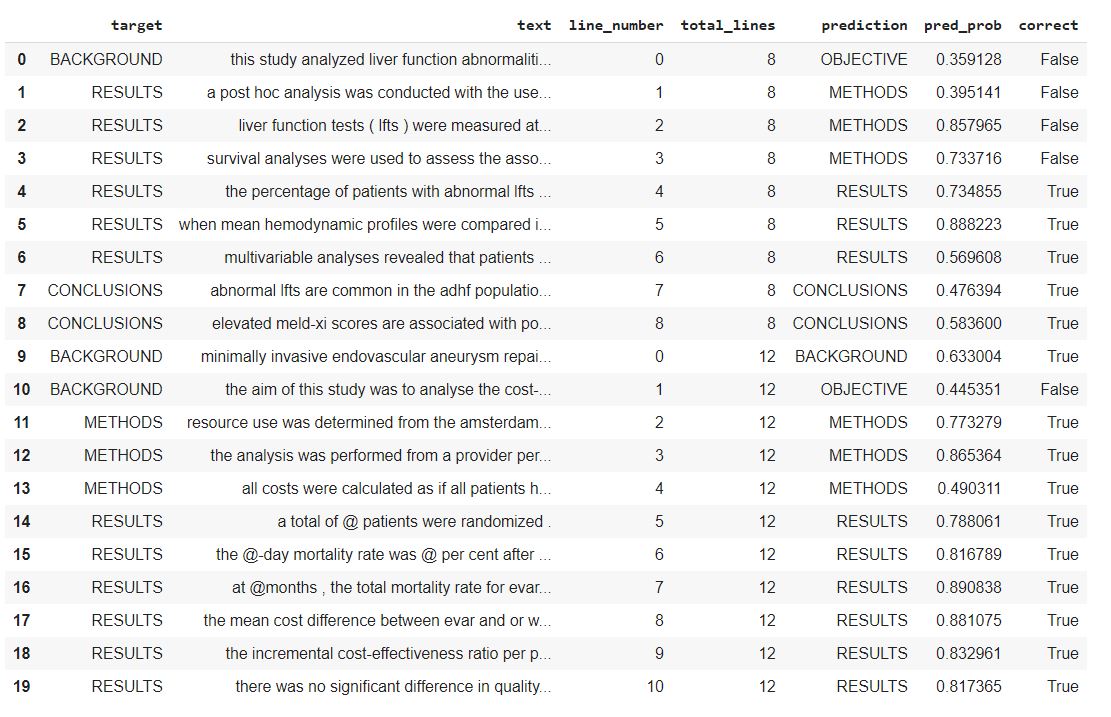 target text line_number total_lines prediction pred_prob correct
0 BACKGROUND this study analyzed liver function abnormaliti... 0 8 OBJECTIVE 0.359128 False
1 RESULTS a post hoc analysis was conducted with the use... 1 8 METHODS 0.395141 False
2 RESULTS liver function tests ( lfts ) were measured at... 2 8 METHODS 0.857965 False
3 RESULTS survival analyses were used to assess the asso... 3 8 METHODS 0.733716 False
4 RESULTS the percentage of patients with abnormal lfts ... 4 8 RESULTS 0.734855 True
5 RESULTS when mean hemodynamic profiles were compared i... 5 8 RESULTS 0.888223 True
6 RESULTS multivariable analyses revealed that patients ... 6 8 RESULTS 0.569608 True
7 CONCLUSIONS abnormal lfts are common in the adhf populatio... 7 8 CONCLUSIONS 0.476394 True
8 CONCLUSIONS elevated meld-xi scores are associated with po... 8 8 CONCLUSIONS 0.583600 True
9 BACKGROUND minimally invasive endovascular aneurysm repai... 0 12 BACKGROUND 0.633004 True
10 BACKGROUND the aim of this study was to analyse the cost-... 1 12 OBJECTIVE 0.445351 False
11 METHODS resource use was determined from the amsterdam... 2 12 METHODS 0.773279 True
12 METHODS the analysis was performed from a provider per... 3 12 METHODS 0.865364 True
13 METHODS all costs were calculated as if all patients h... 4 12 METHODS 0.490311 True
14 RESULTS a total of @ patients were randomized . 5 12 RESULTS 0.788061 True
15 RESULTS the @-day mortality rate was @ per cent after ... 6 12 RESULTS 0.816789 True
16 RESULTS at @months , the total mortality rate for evar... 7 12 RESULTS 0.890838 True
17 RESULTS the mean cost difference between evar and or w... 8 12 RESULTS 0.881075 True
18 RESULTS the incremental cost-effectiveness ratio per p... 9 12 RESULTS 0.832961 True
19 RESULTS there was no significant difference in quality... 10 12 RESULTS 0.817365 True